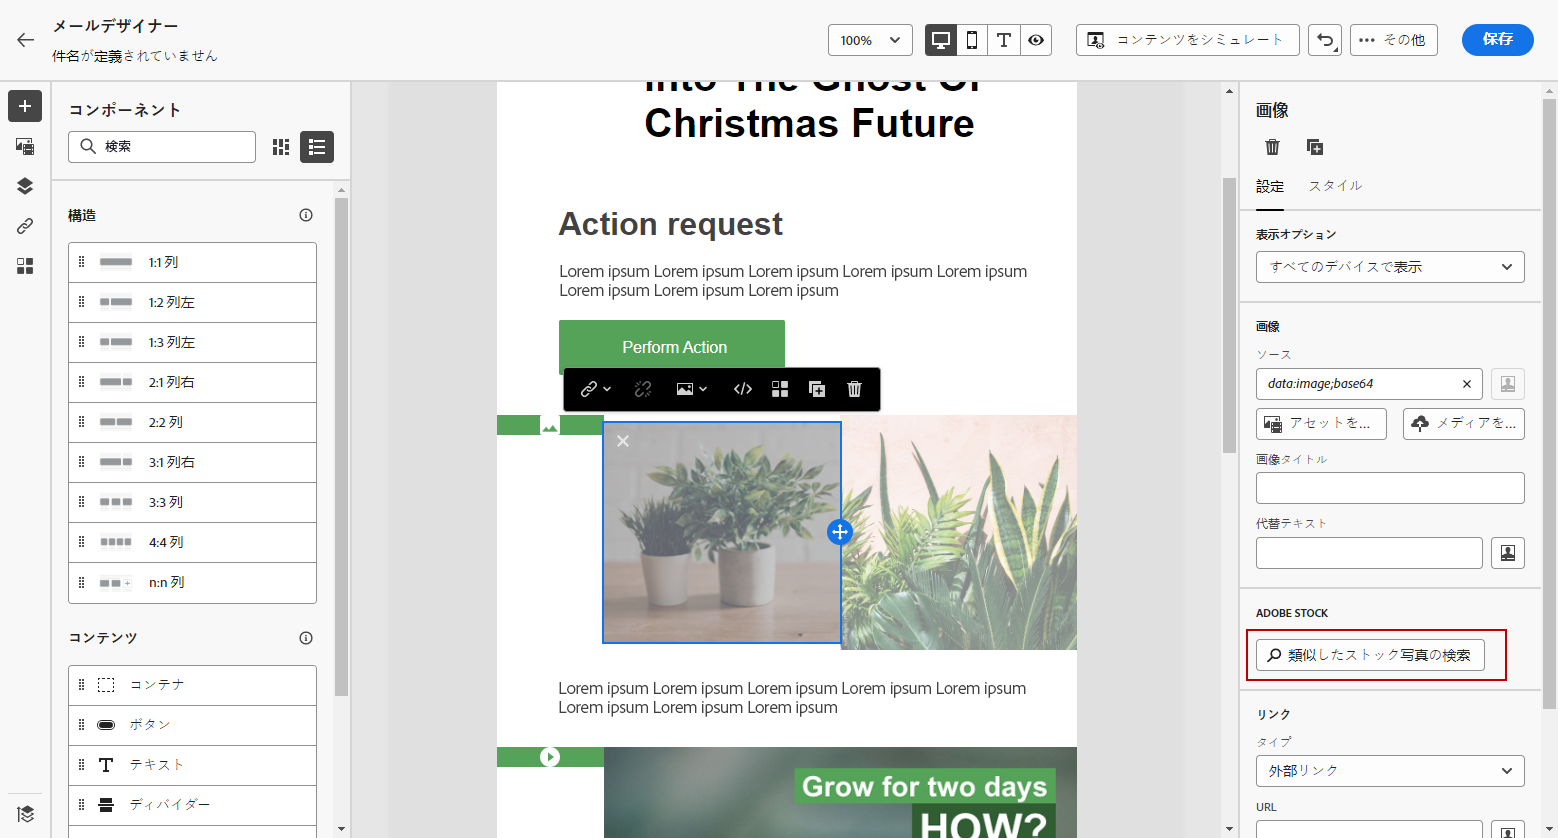 メールデザイナー
件名が定義されていません
100%
コンテンツをシミュレート
その他
保存
コンポーネント
検索
構造
1:1 列
1:2 列左
1:3 列左
2:1 列右
2:2 列
3:1 列右
3:3 列
4:4 列
n:n 列
コンテンツ
コンテナ
ボタン
テキスト
ディバイダー
Into The Ghost Of
Christmas Future
Action request
Lorem ipsum Lorem ipsum Lorem ipsum Lorem ipsum Lorem ipsum
Lorem ipsum Lorem ipsum Lorem ipsum
Perform Action
Lorem ipsum Lorem ipsum Lorem ipsum Lorem ipsum Lorem ipsum
Lorem ipsum Lorem ipsum Lorem ipsum
Grow for two days
HOW?
画像
設定
スタイル
表示オプション
すべてのデバイスで表示
画像
ソース
data:image;base64
アセットを...
メディアを...
画像タイトル
代替テキスト
ADOBE STOCK
類似したストック写真の検索
リンク
タイプ
外部リンク
URL